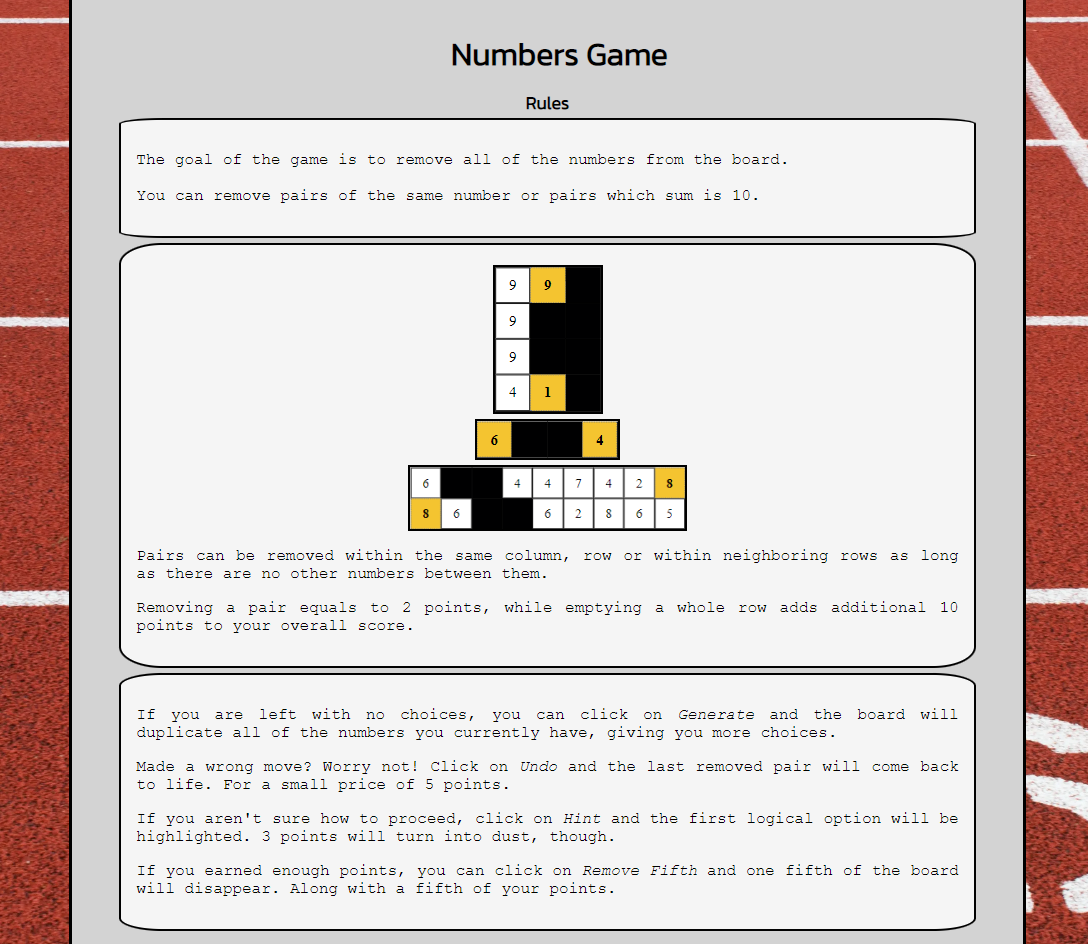 Numbers Game
Rules
The goal of the game is to remove all of the numbers from the board.
You can remove pairs of the same number or pairs which sum is 10.
9 9
9
9
4 1
6 4
6 4 4 7 4 2 8
8 6 6 2 8 6 5
Pairs can be removed within the same column, row or within neighboring rows as long
as there are no other numbers between them.
Removing a pair equals to 2 points, while emptying a whole row adds additional 10
points to your overall score.
If you are left with no choices, you can click on Generate and the board will
duplicate all of the numbers you currently have, giving you more choices.
Made a wrong move? Worry not! Click on Undo and the last removed pair will come back
to life. For a small price of 5 points.
If you aren't sure how to proceed, click on Hint and the first logical option will be
highlighted. 3 points will turn into dust, though.
If you earned enough points, you can click on Remove Fifth and one fifth of the board
will disappear. Along with a fifth of your points.